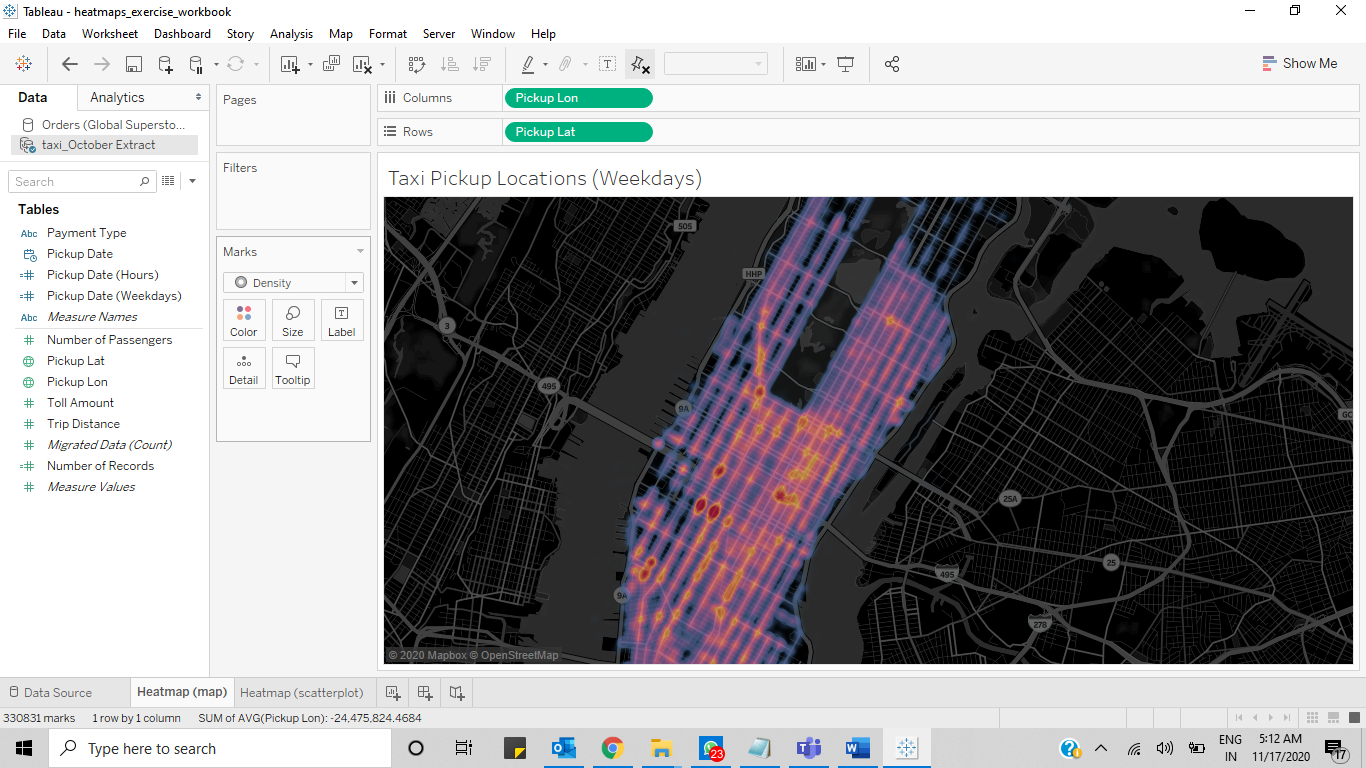 Tableau - heatmaps_exercise_workbook
File Data Worksheet Dashboard Story Analysis Map Format Server Window Help
Show Me
Data Analytics
Orders (Global Supersto...
taxi_October Extract
Search
Tables
Abc Payment Type
Pickup Date
Pickup Date (Hours)
Pickup Date (Weekdays)
Abc Measure Names
Number of Passengers
Pickup Lat
Pickup Lon
Toll Amount
Trip Distance
Migrated Data (Count)
Number of Records
Measure Values
Pages
Filters
Marks
Density
Color Size Label
Detail Tooltip
Columns Pickup Lon
Rows Pickup Lat
Taxi Pickup Locations (Weekdays)
505
HHP
3
495
9A
GC
25A
495
25
9A
278
© 2020 Mapbox © OpenStreetMap
Data Source Heatmap (map) Heatmap (scatterplot)
330831 marks 1 row by 1 column SUM of AVG(Pickup Lon): -24,475,824.4684
Type here to search
23
ENG
IN
5:12 AM
11/17/2020
17